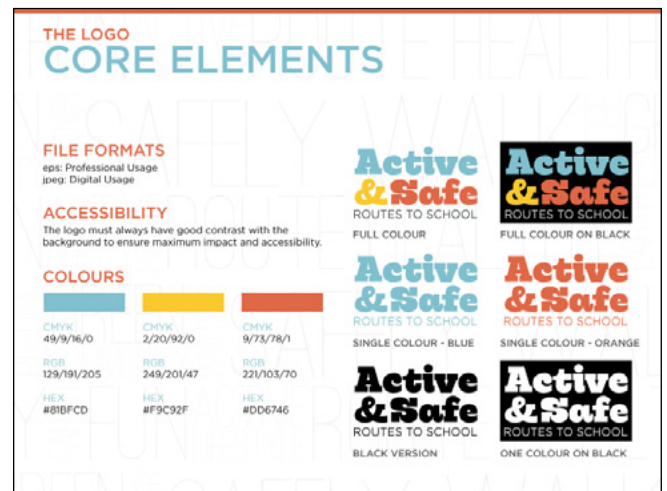 THE LOGO
CORE ELEMENTS
FILE FORMATS
eps: Professional Usage
jpeg: Digital Usage
ACCESSIBILITY
The logo must always have good contrast with the
background to ensure maximum impact and accessibility.
COLOURS
CMYK
49/9/16/0
RGB
129/191/205
HEX
#81BFCD
CMYK
2/20/92/0
RGB
249/201/47
HEX
#F9C92F
CMYK
9/73/78/1
RGB
221/103/70
HEX
#DD6746
Active
&Safe
ROUTES TO SCHOOL
FULL COLOUR
Active
&Safe
ROUTES TO SCHOOL
FULL COLOUR ON BLACK
Active
&Safe
ROUTES TO SCHOOL
SINGLE COLOUR - BLUE
Active
&Safe
ROUTES TO SCHOOL
SINGLE COLOUR - ORANGE
Active
&Safe
ROUTES TO SCHOOL
BLACK VERSION
Active
&Safe
ROUTES TO SCHOOL
ONE COLOUR ON BLACK